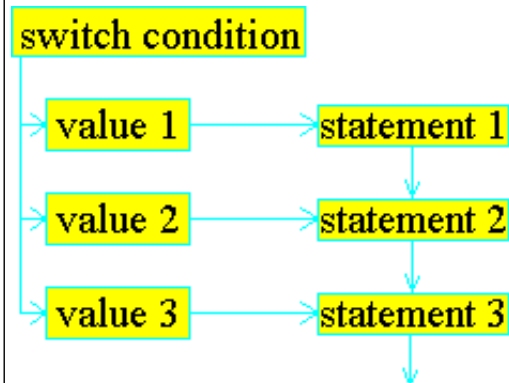 switch condition
value 1
statement 1
value 2
statement 2
value 3
statement 3